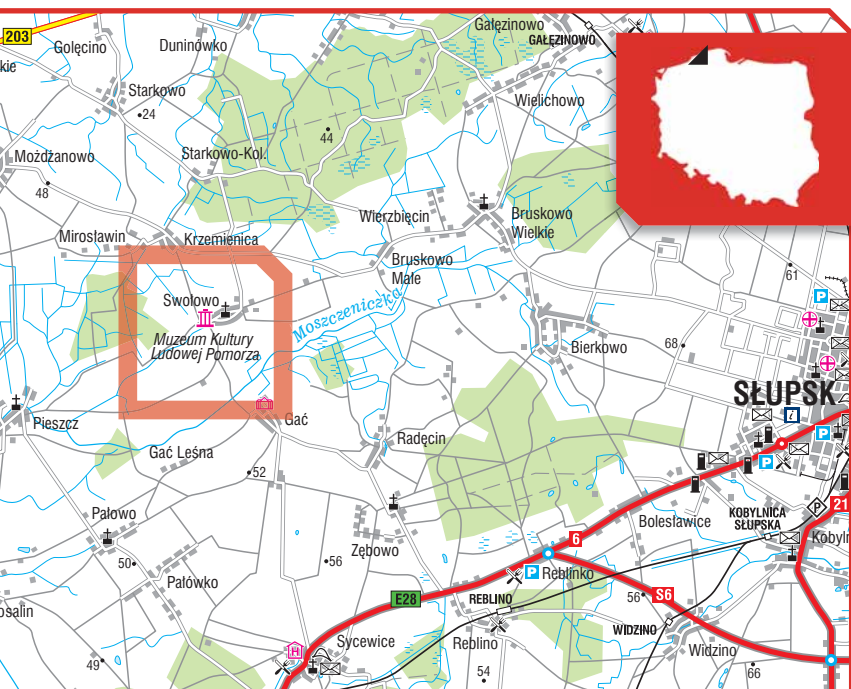 203
Golęcino
Duninówko
Gałęzinowo
GAŁĘZINOWO
kie
Starkowo
24
Wielichowo
44
Możdżanowo
Starkowo-Kol.
48
Wierzbięcin
Bruskowo
Wielkie
Mirosławin
Krzemienica
Bruskowo
Małe
61
P
Swołowo
Moszczeniczka
Muzeum Kultury
Ludowej Pomorza
68
Bierkowo
SŁUPSK
i
Pieszcz
Gać
P
Radęcin
Gać Leśna
P
52
Pałowo
Bolesławice
KOBYLNICA
SŁUPSKA
P
21
Kobyln
6
Zębowo
50
56
P
Reblinko
Pałówko
E28
REBLINO
56
S6
osalin
WIDZINO
H
Sycewice
Reblino
Widzino
49
54
66